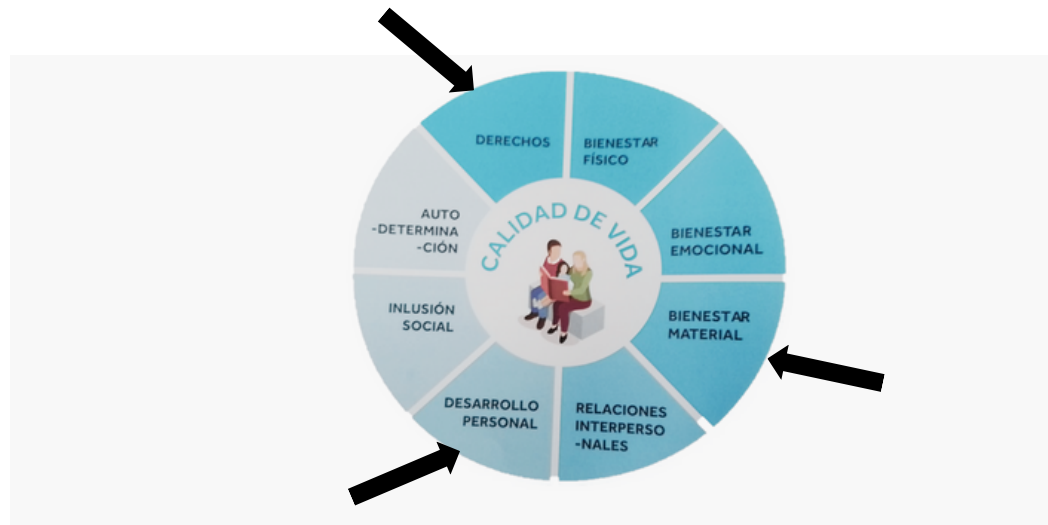 DERECHOS
BIENESTAR
FÍSICO
BIENESTAR
EMOCIONAL
BIENESTAR
MATERIAL
RELACIONES
INTERPERSO
-NALES
DESARROLLO
PERSONAL
INLUSIÓN
SOCIAL
AUTO
-DETERMINA
-CIÓN
CALIDAD DE VIDA